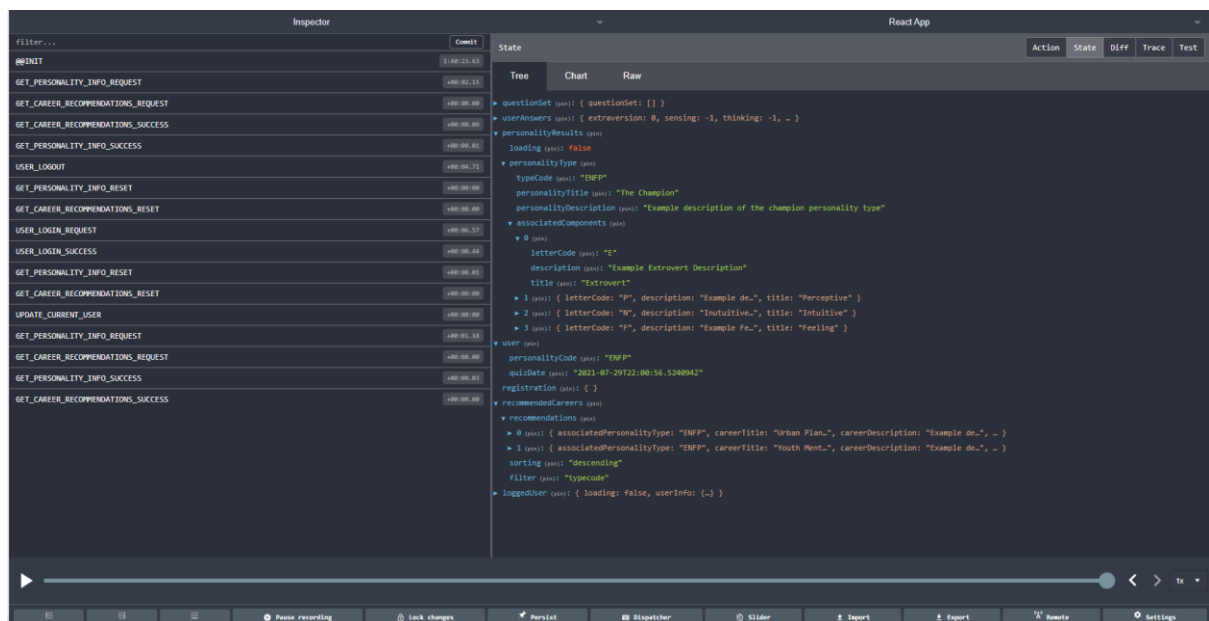 Inspector
React App
filter...
Commit
@@INIT
1:40:23.63
GET_PERSONALITY_INFO_REQUEST
+00:02.15
GET_CAREER_RECOMMENDATIONS_REQUEST
+00:00.00
GET_CAREER_RECOMMENDATIONS_SUCCESS
+00:00.09
GET_PERSONALITY_INFO_SUCCESS
+00:00.01
USER_LOGOUT
+00:04.71
GET_PERSONALITY_INFO_RESET
+00:00:00
GET_CAREER_RECOMMENDATIONS_RESET
+00:00.00
USER_LOGIN_REQUEST
+00:06.57
USER_LOGIN_SUCCESS
+00:00.44
GET_PERSONALITY_INFO_RESET
+00:00.01
GET_CAREER_RECOMMENDATIONS_RESET
+00:00:00
UPDATE_CURRENT_USER
+00:00:00
GET_PERSONALITY_INFO_REQUEST
+00:01.18
GET_CAREER_RECOMMENDATIONS_REQUEST
+00:00.00
GET_PERSONALITY_INFO_SUCCESS
+00:00.03
GET_CAREER_RECOMMENDATIONS_SUCCESS
+00:00.00
State
Action State Diff Trace Test
Tree Chart Raw
questionSet (pin): { questionSet: [] }
userAnswers (pin): { extraversion: 0, sensing: -1, thinking: -1, … }
personalityResults (pin)
loading (pin): false
personalityType (pin)
typeCode (pin): "ENFP"
personalityTitle (pin): "The Champion"
personalityDescription (pin): "Example description of the champion personality type"
associatedComponents (pin)
0 (pin)
letterCode (pin): "E"
description (pin): "Example Extrovert Description"
title (pin): "Extrovert"
1 (pin): { letterCode: "P", description: "Example de…", title: "Perceptive" }
2 (pin): { letterCode: "N", description: "Inutuitive…", title: "Intuitive" }
3 (pin): { letterCode: "F", description: "Example Fe…", title: "Feeling" }
user (pin)
personalityCode (pin): "ENFP"
quizDate (pin): "2021-07-29T22:00:56.524094Z"
registration (pin): { }
recommendedCareers (pin)
recommendations (pin)
0 (pin): { associatedPersonalityType: "ENFP", careerTitle: "Urban Plan…", careerDescription: "Example de…", … }
1 (pin): { associatedPersonalityType: "ENFP", careerTitle: "Youth Ment…", careerDescription: "Example de…", … }
sorting (pin): "descending"
filter (pin): "typecode"
loggedUser (pin): { loading: false, userInfo: {…} }
1x
Pause recording Lock changes Persist Dispatcher Slider Import Export Remote Settings